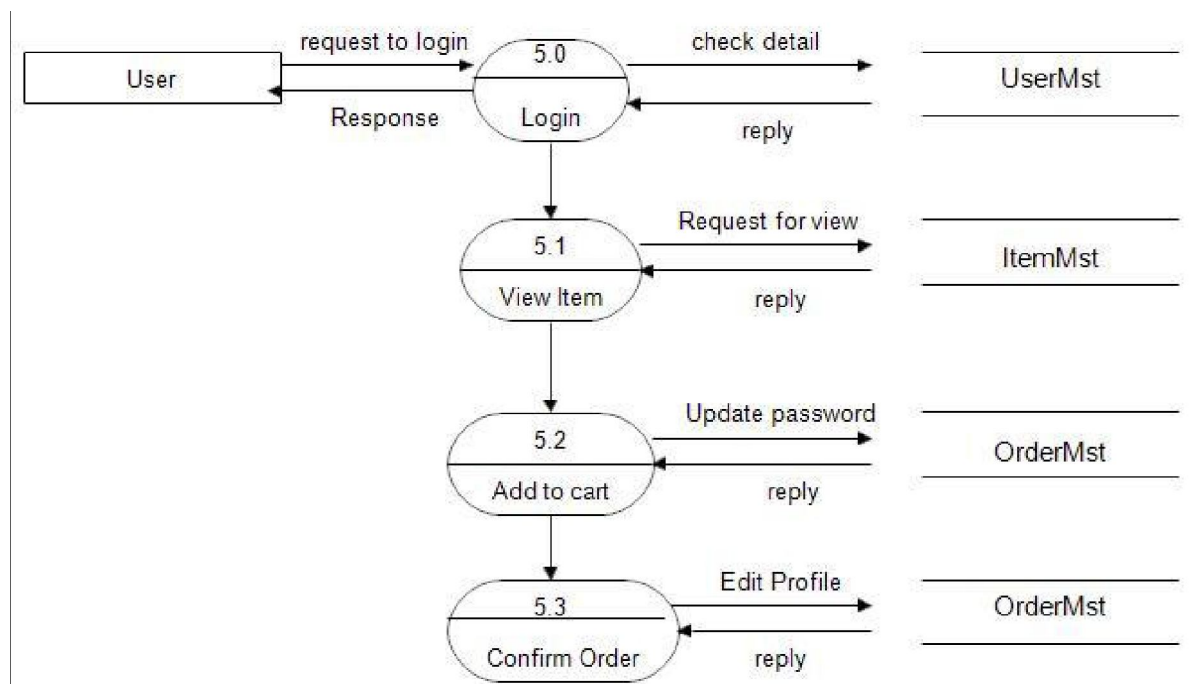 request to login
5.0
check detail
User
UserMst
Response
Login
reply
Request for view
5.1
ItemMst
View Item
reply
Update password
5.2
OrderMst
Add to cart
reply
Edit Profile
5.3
OrderMst
Confirm Order
reply